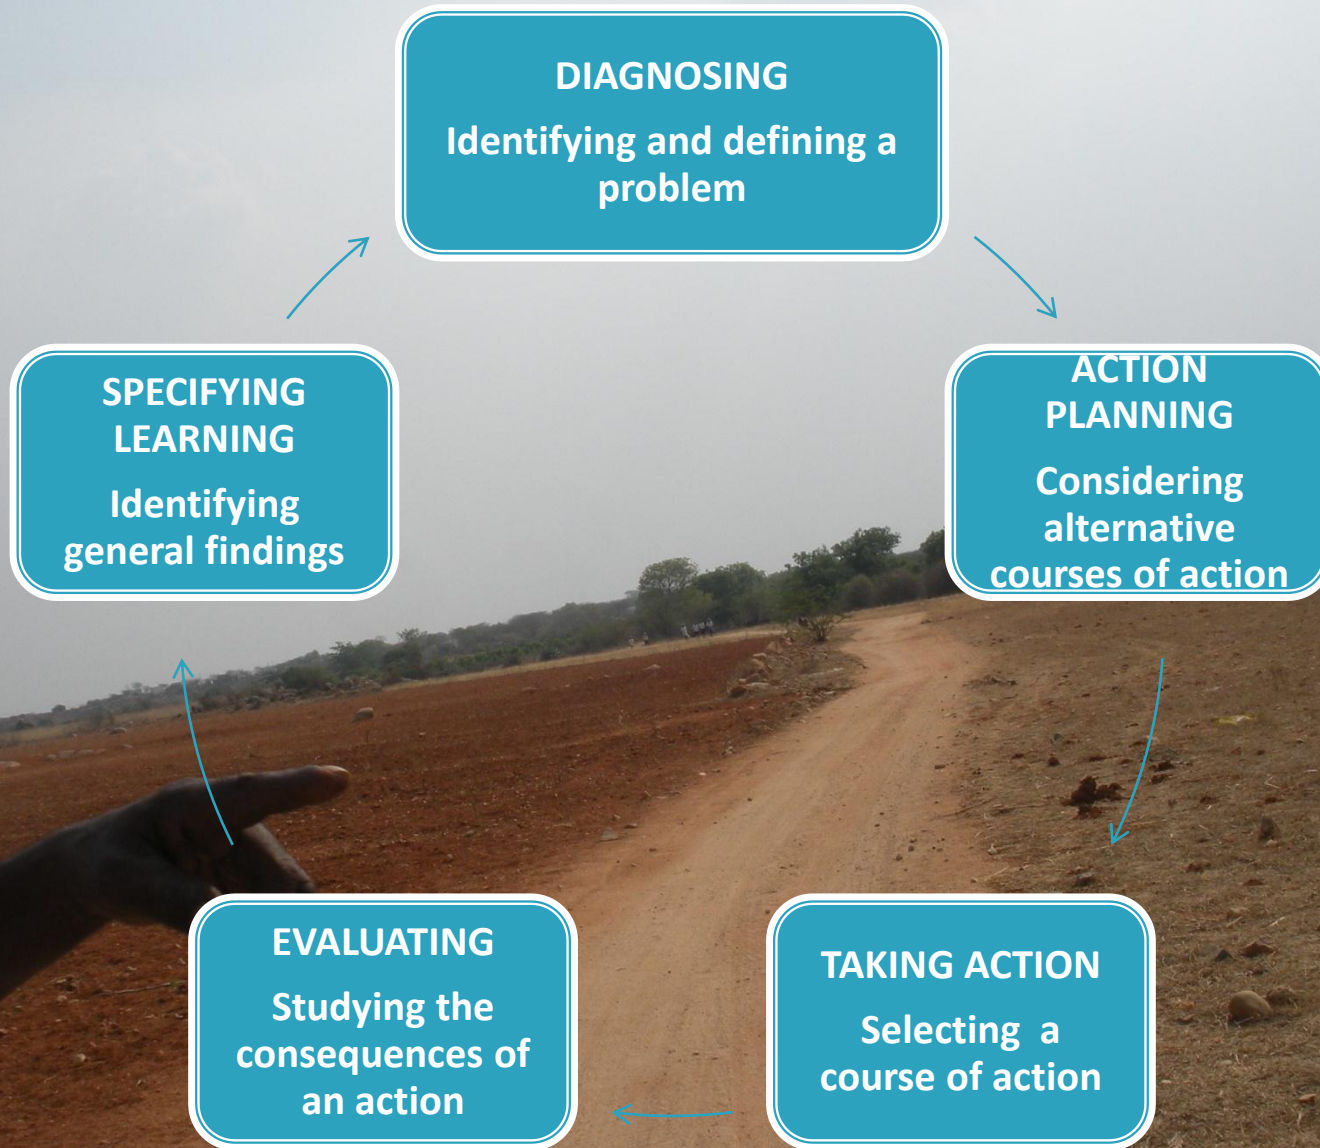 DIAGNOSING
Identifying and defining a
problem
ACTION
PLANNING
Considering
alternative
courses of action
TAKING ACTION
Selecting a
course of action
EVALUATING
Studying the
consequences of
an action
SPECIFYING
LEARNING
Identifying
general findings